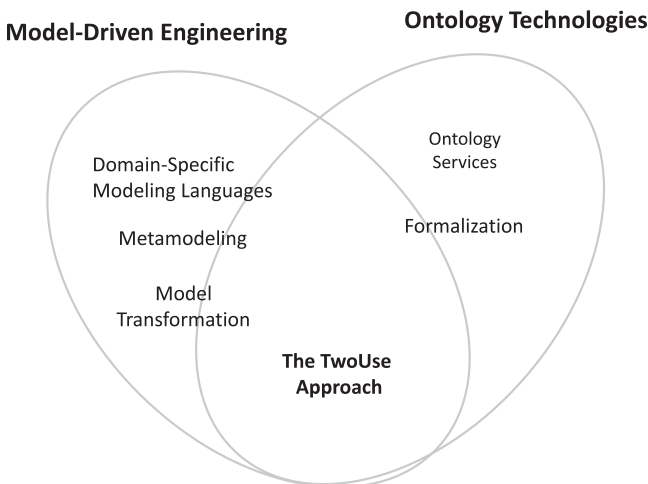 Model-Driven Engineering
Ontology Technologies
Domain-Specific
Modeling Languages
Metamodeling
Model
Transformation
Ontology
Services
Formalization
The TwoUse
Approach